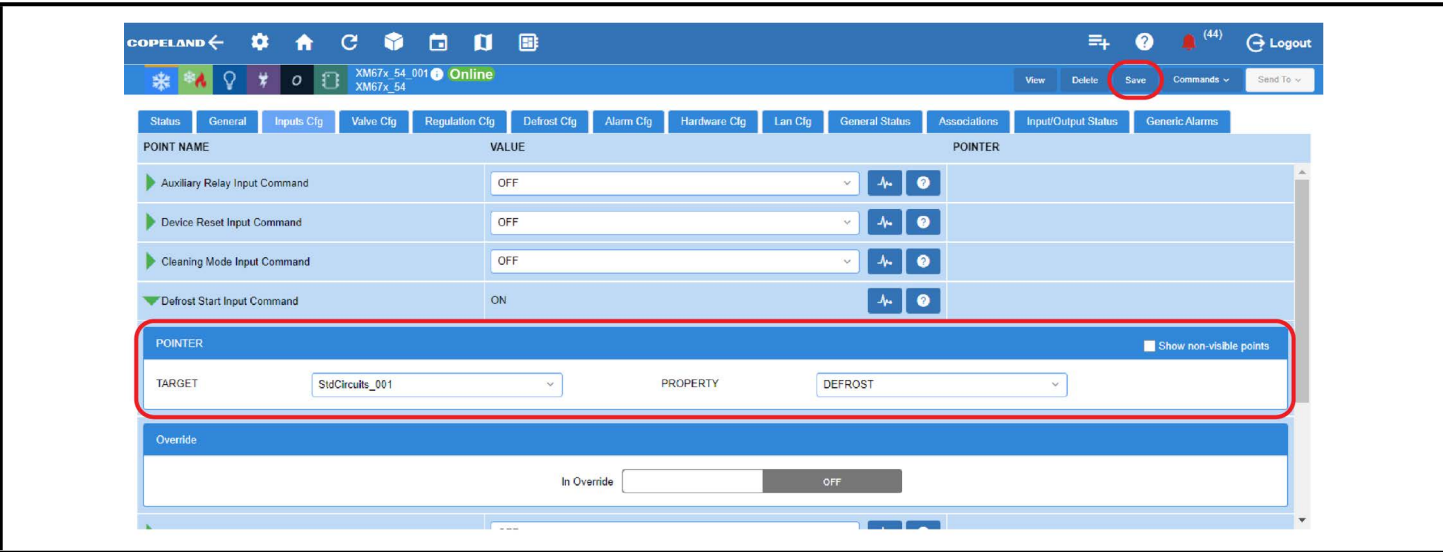 COPELAND
(44)
Logout
XM67x_54_001 Online
XM67x_54
View Delete Save Commands Send To
Status General Inputs Cfg Valve Cfg Regulation Cfg Defrost Cfg Alarm Cfg Hardware Cfg Lan Cfg General Status Associations Input/Output Status Generic Alarms
POINT NAME VALUE POINTER
Auxiliary Relay Input Command OFF
Device Reset Input Command OFF
Cleaning Mode Input Command OFF
Defrost Start Input Command ON
POINTER Show non-visible points
TARGET StdCircuits_001 PROPERTY DEFROST
Override
In Override OFF